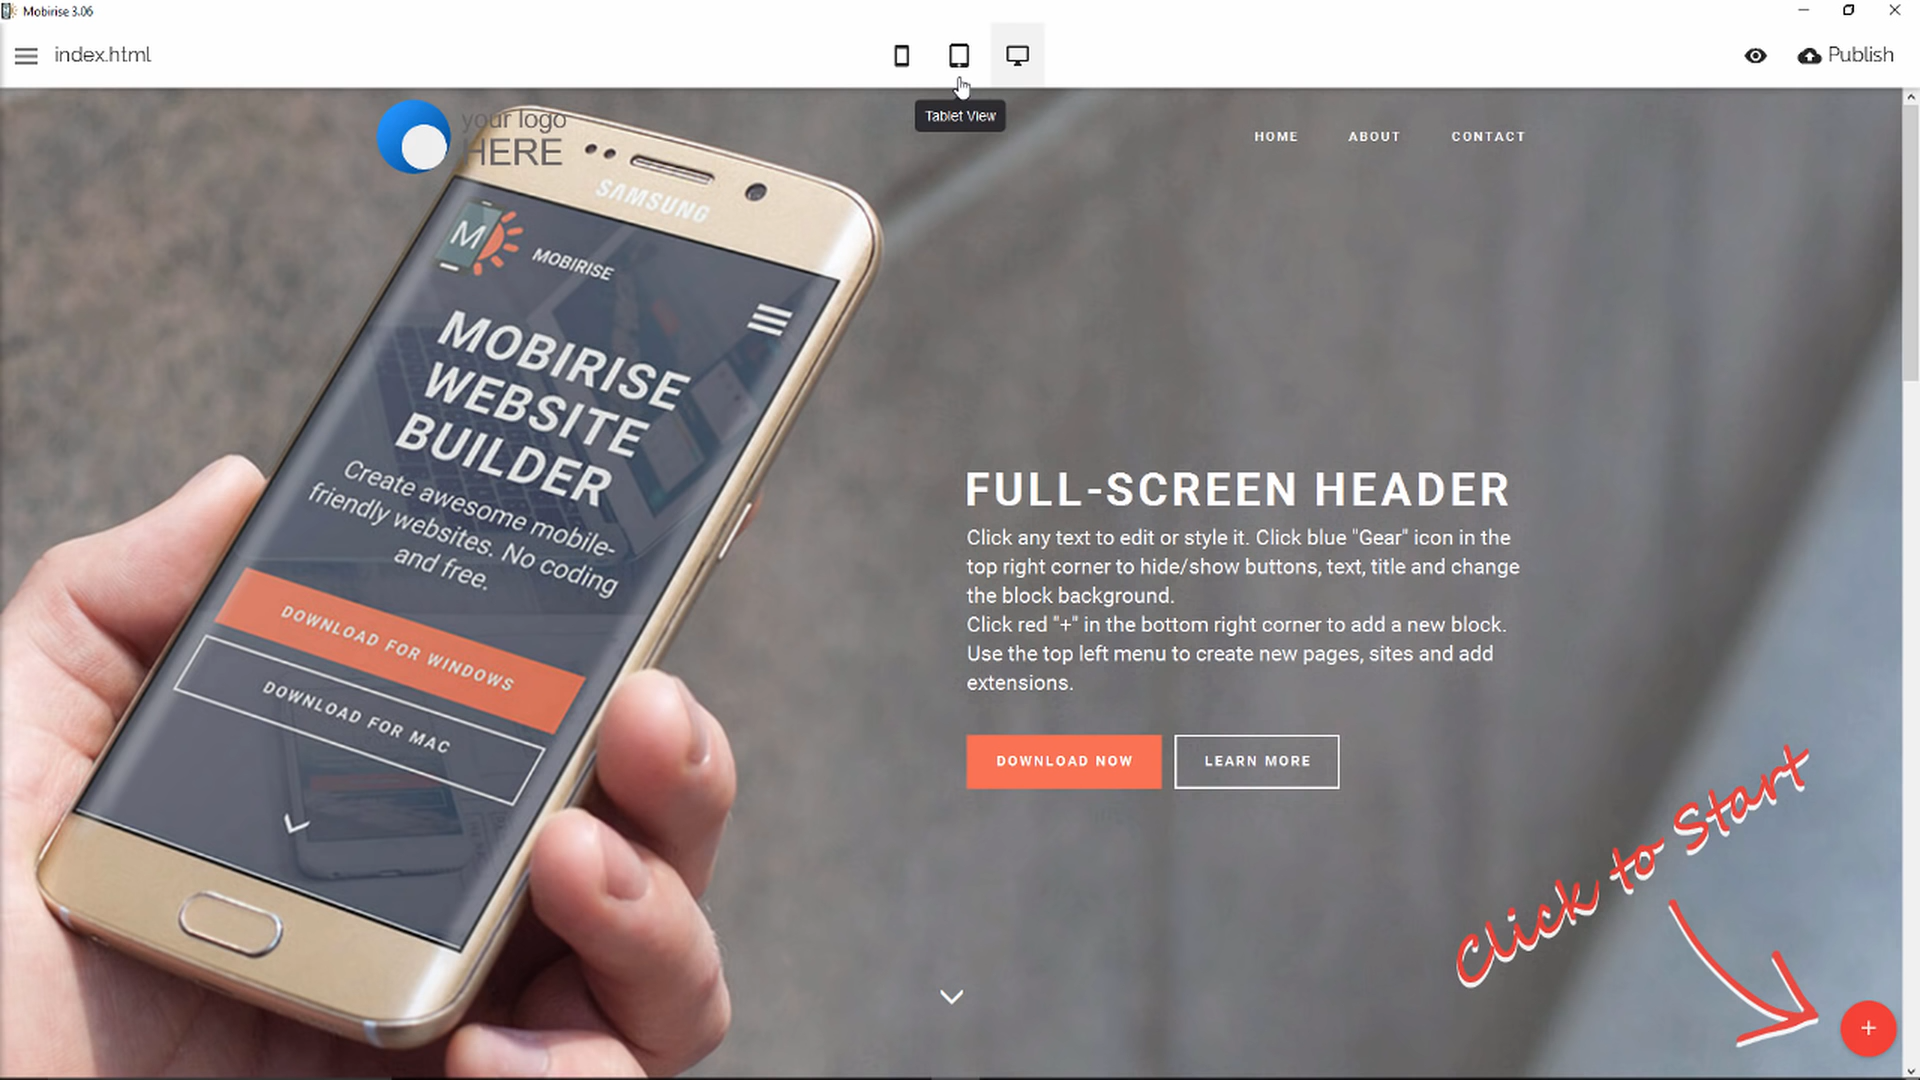 Mobirise 3.06
index.html
Publish
Tablet View
your logo
HERE
HOME ABOUT CONTACT
SAMSUNG
M
MOBIRISE
MOBIRISE
WEBSITE
BUILDER
Create awesome mobile-
friendly websites. No coding
and free.
DOWNLOAD FOR WINDOWS
DOWNLOAD FOR MAC
FULL-SCREEN HEADER
Click any text to edit or style it. Click blue "Gear" icon in the
top right corner to hide/show buttons, text, title and change
the block background.
Click red "+" in the bottom right corner to add a new block.
Use the top left menu to create new pages, sites and add
extensions.
DOWNLOAD NOW LEARN MORE
Click to Start
+